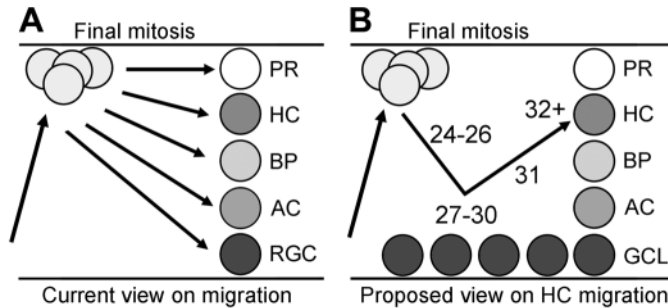 A
Final mitosis
PR
HC
BP
AC
RGC
Current view on migration
B
Final mitosis
PR
32+
HC
24-26
BP
31
27-30
AC
GCL
Proposed view on HC migration